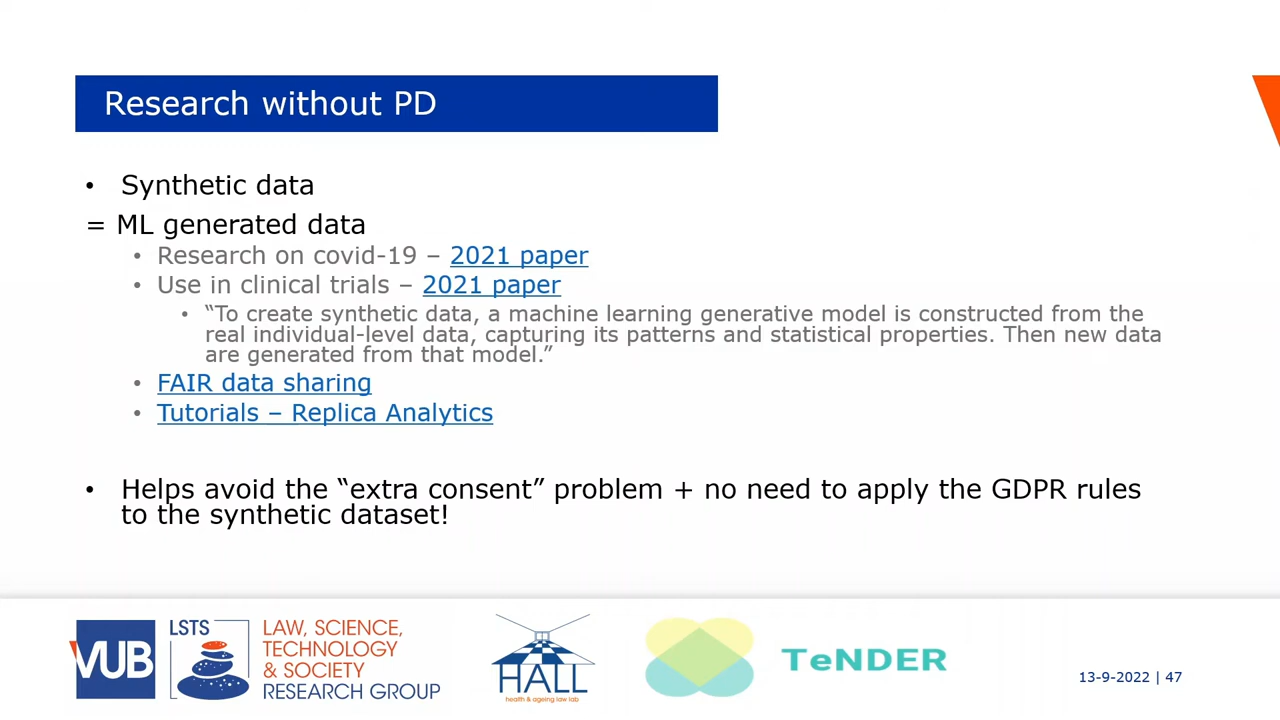 Research without PD
• Synthetic data
= ML generated data
• Research on covid-19 – 2021 paper
• Use in clinical trials – 2021 paper
• “To create synthetic data, a machine learning generative model is constructed from the
real individual-level data, capturing its patterns and statistical properties. Then new data
are generated from that model.”
• FAIR data sharing
• Tutorials – Replica Analytics
• Helps avoid the “extra consent” problem + no need to apply the GDPR rules
to the synthetic dataset!
VUB
LSTS
LAW, SCIENCE,
TECHNOLOGY
& SOCIETY
RESEARCH GROUP
HALL
health & ageing law lab
TeNDER
13-9-2022 | 47